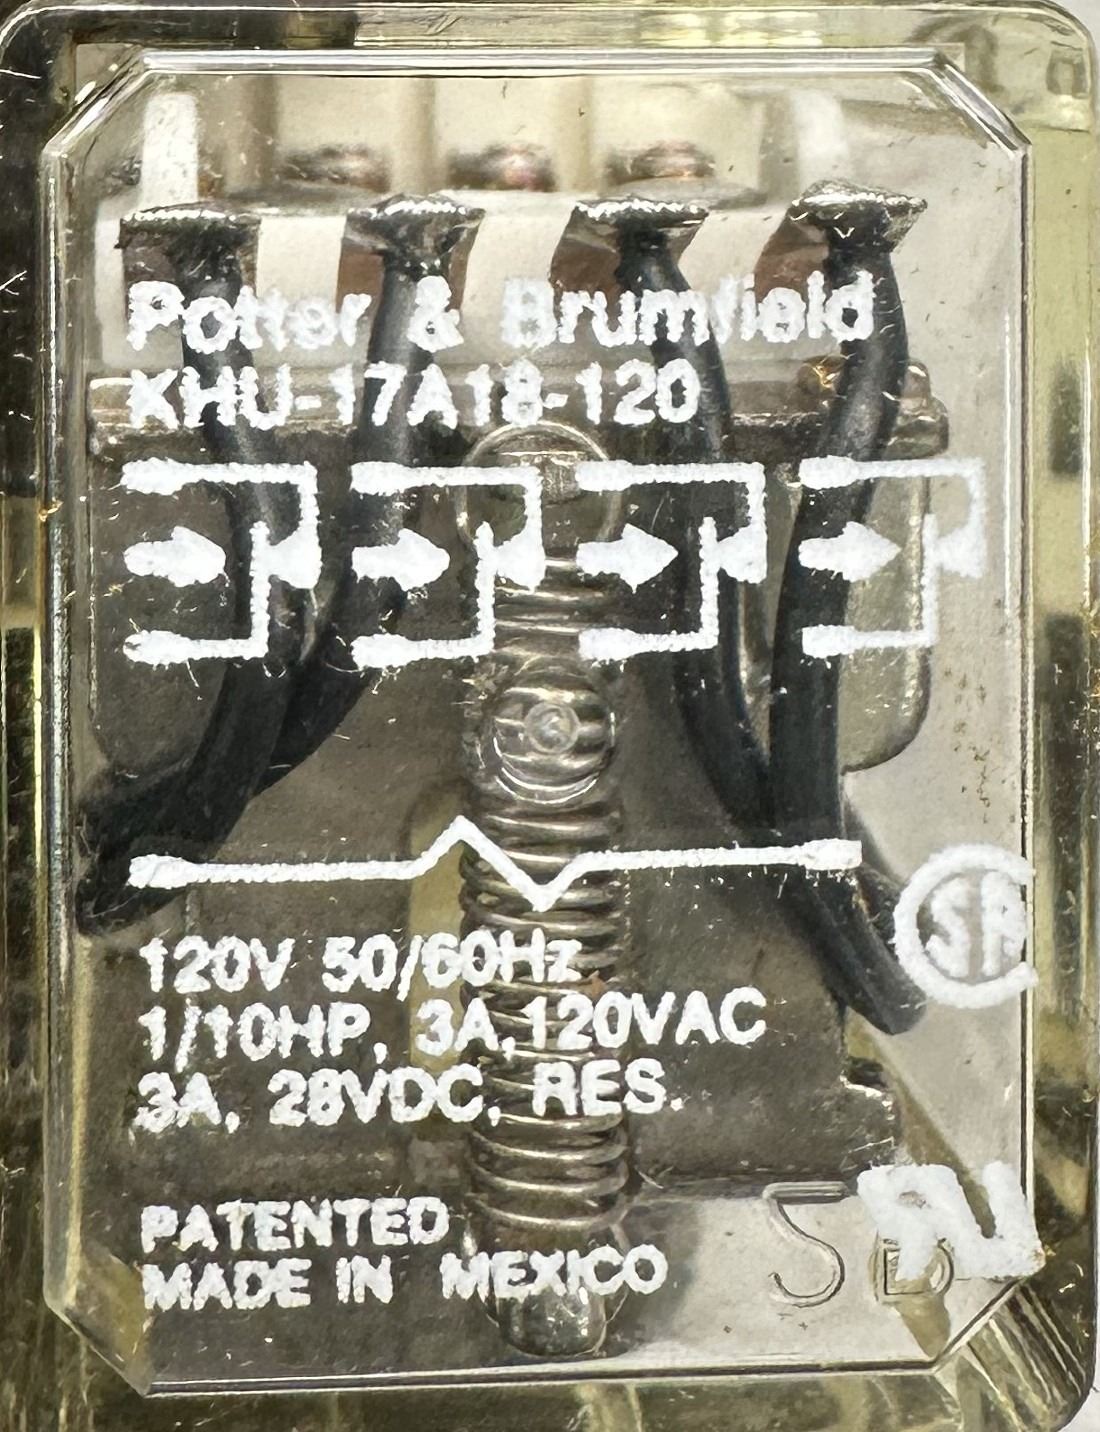 Potter & Brumfield
KHU-17A18-120
120V 50/60Hz
1/10HP, 3A, 120VAC
3A, 28VDC, RES.
PATENTED
MADE IN MEXICO